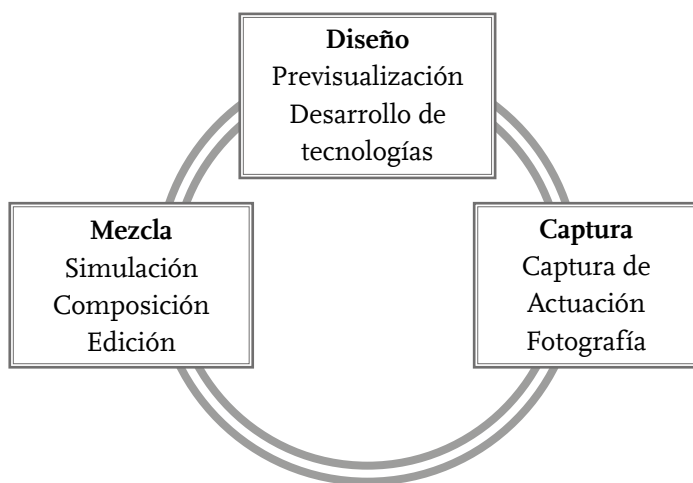 Diseño
Previsualización
Desarrollo de
tecnologías
Mezcla
Simulación
Composición
Edición
Captura
Captura de
Actuación
Fotografía